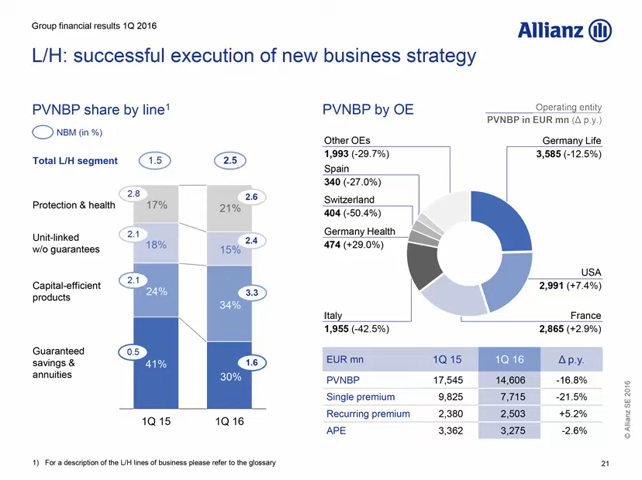 Group financial results 1Q 2016
Allianz
L/H: successful execution of new business strategy
PVNBP share by line1
NBM (in %)
Total L/H segment
1.5
2.5
Protection & health
2.8
17%
21%
2.6
Unit-linked
w/o guarantees
2.1
18%
15%
2.4
Capital-efficient
products
2.1
24%
34%
3.3
Guaranteed
savings &
annuities
0.5
41%
30%
1.6
1Q 15
1Q 16
PVNBP by OE
Operating entity
PVNBP in EUR mn (Δ p.y.)
Other OEs
1,993 (-29.7%)
Spain
340 (-27.0%)
Switzerland
404 (-50.4%)
Germany Health
474 (+29.0%)
Italy
1,955 (-42.5%)
Germany Life
3,585 (-12.5%)
USA
2,991 (+7.4%)
France
2,865 (+2.9%)
EUR mn 1Q 15 1Q 16 Δ p.y.
PVNBP 17,545 14,606 -16.8%
Single premium 9,825 7,715 -21.5%
Recurring premium 2,380 2,503 +5.2%
APE 3,362 3,275 -2.6%
© Allianz SE 2016
1) For a description of the L/H lines of business please refer to the glossary
21